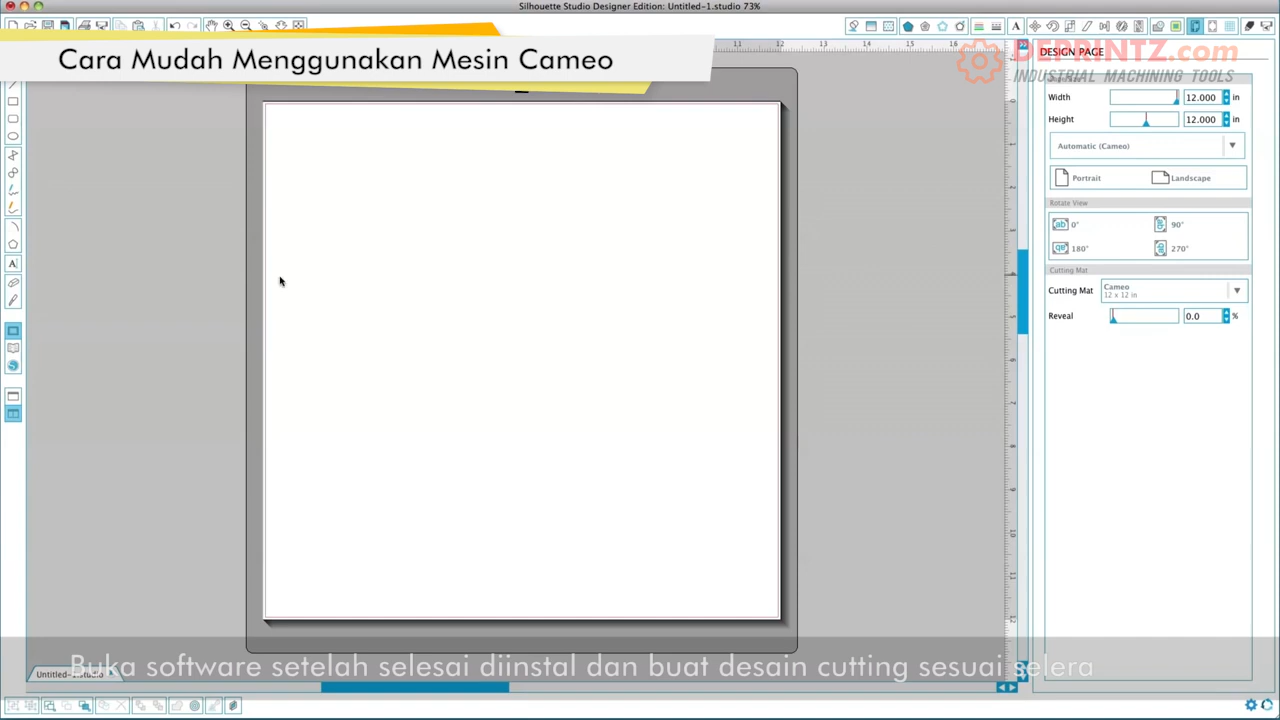 Silhouette Studio Designer Edition: Untitled-1.studio 73%
Cara Mudah Menggunakan Mesin Cameo
DEPRINTZ.com
INDUSTRIAL MACHINING TOOLS
DESIGN PAGE
Width 12.000 in
Height 12.000 in
Automatic (Cameo)
Portrait Landscape
Rotate View
0° 90°
180° 270°
Cutting Mat
Cutting Mat Cameo
12 x 12 in
Reveal 0.0 %
Buka software setelah selesai diinstal dan buat desain cutting sesuai selera
Untitled-1.studio